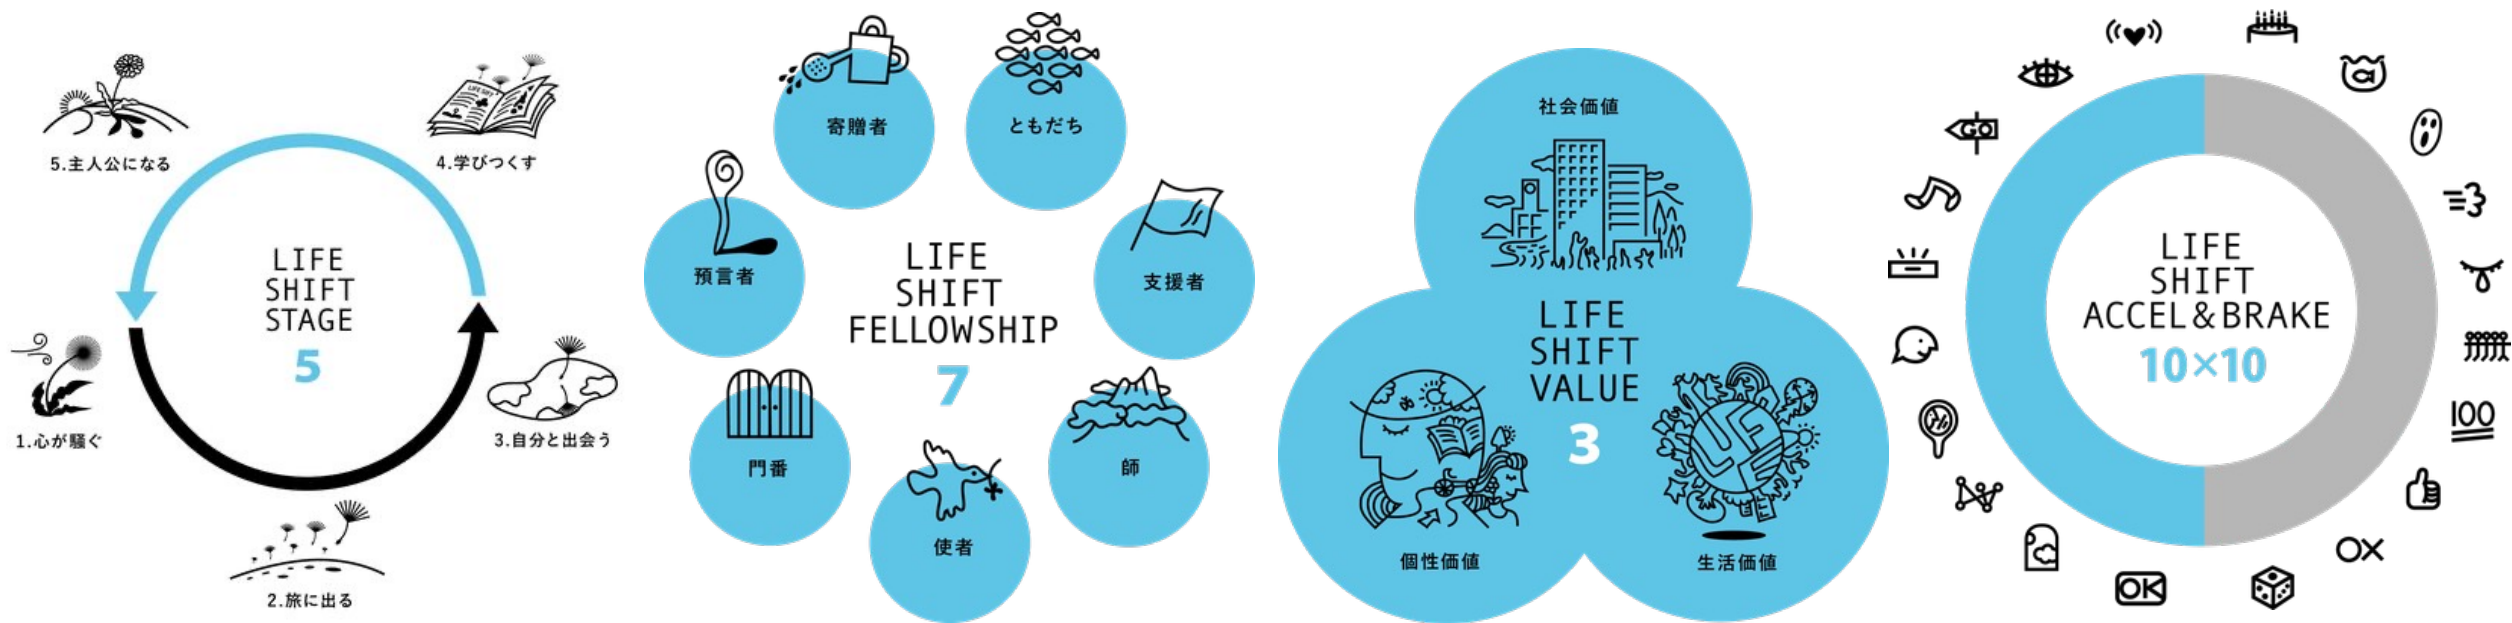 5.主人公になる
4.学びつくす
LIFE SHIFT
LIFE
SHIFT
STAGE
5
1.心が騒ぐ
3.自分と出会う
2.旅に出る
寄贈者
ともだち
預言者
支援者
LIFE
SHIFT
FELLOWSHIP
7
門番
師
使者
社会価値
LIFE
SHIFT
VALUE
3
LIFE
個性価値
生活価値
GO
LIFE
SHIFT
ACCEL&BRAKE
10×10
100
OK